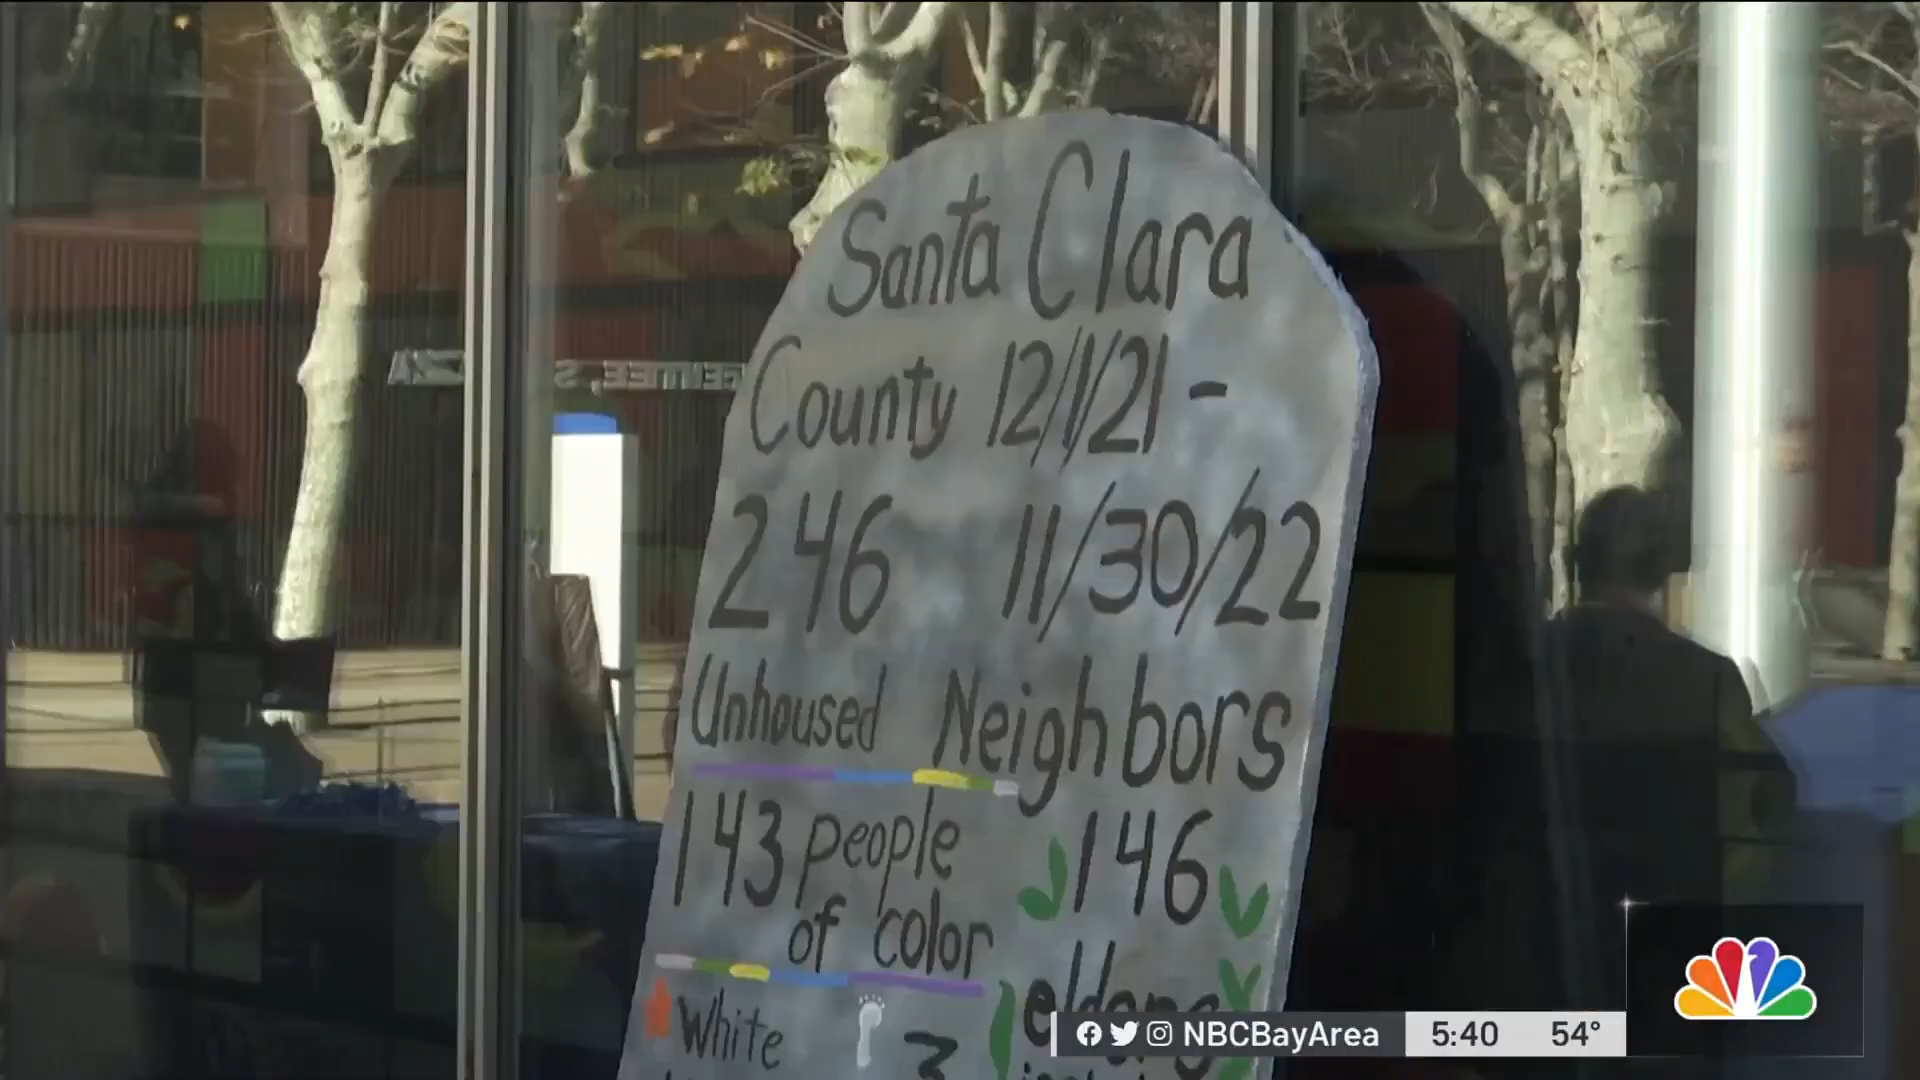 Santa Clara
County 12/1/21 -
246 11/30/22
Unhoused Neighbors
143 people
of color
146
White
3
NBCBayArea
5:40 54°